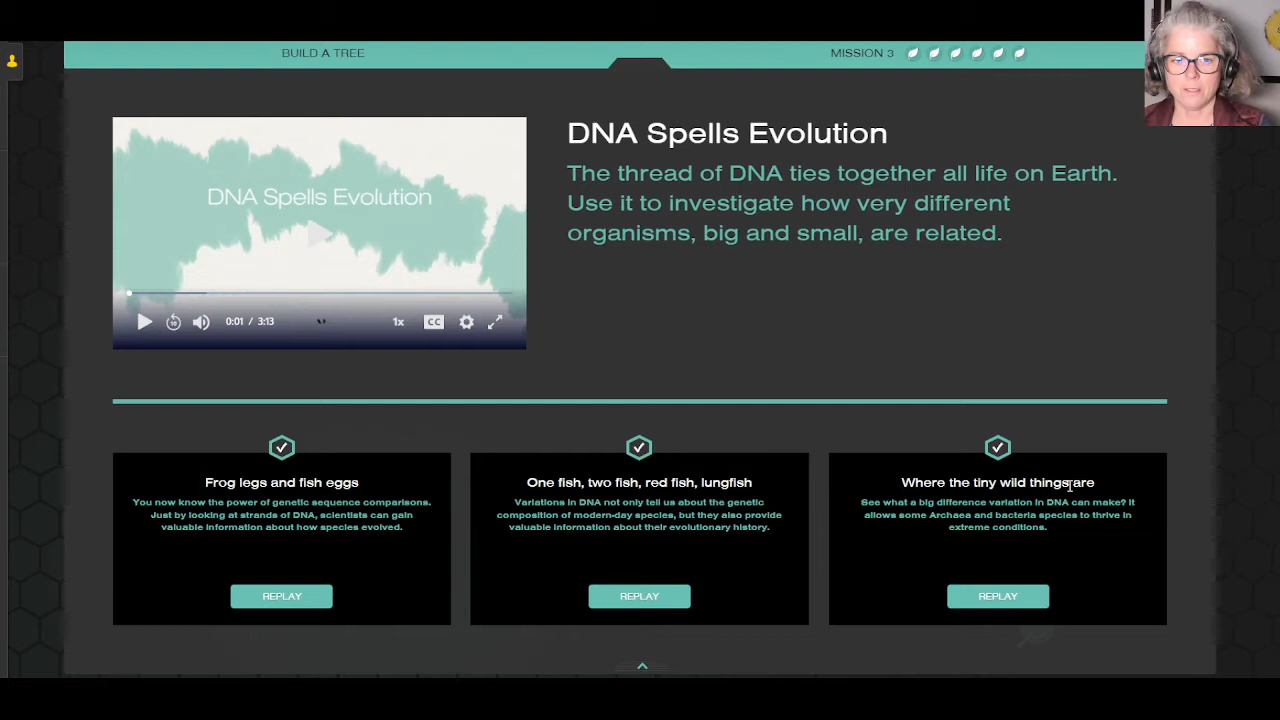 BUILD A TREE
MISSION 3
DNA Spells Evolution
DNA Spells Evolution
The thread of DNA ties together all life on Earth.
Use it to investigate how very different
organisms, big and small, are related.
10
0:01 / 3:13
1x
CC
Frog legs and fish eggs
You now know the power of genetic sequence comparisons.
Just by looking at strands of DNA, scientists can gain
valuable information about how species evolved.
REPLAY
One fish, two fish, red fish, lungfish
Variations in DNA not only tell us about the genetic
composition of modern-day species, but they also provide
valuable information about their evolutionary history.
REPLAY
Where the tiny wild things are
See what a big difference variation in DNA can make? It
allows some Archaea and bacteria species to thrive in
extreme conditions.
REPLAY